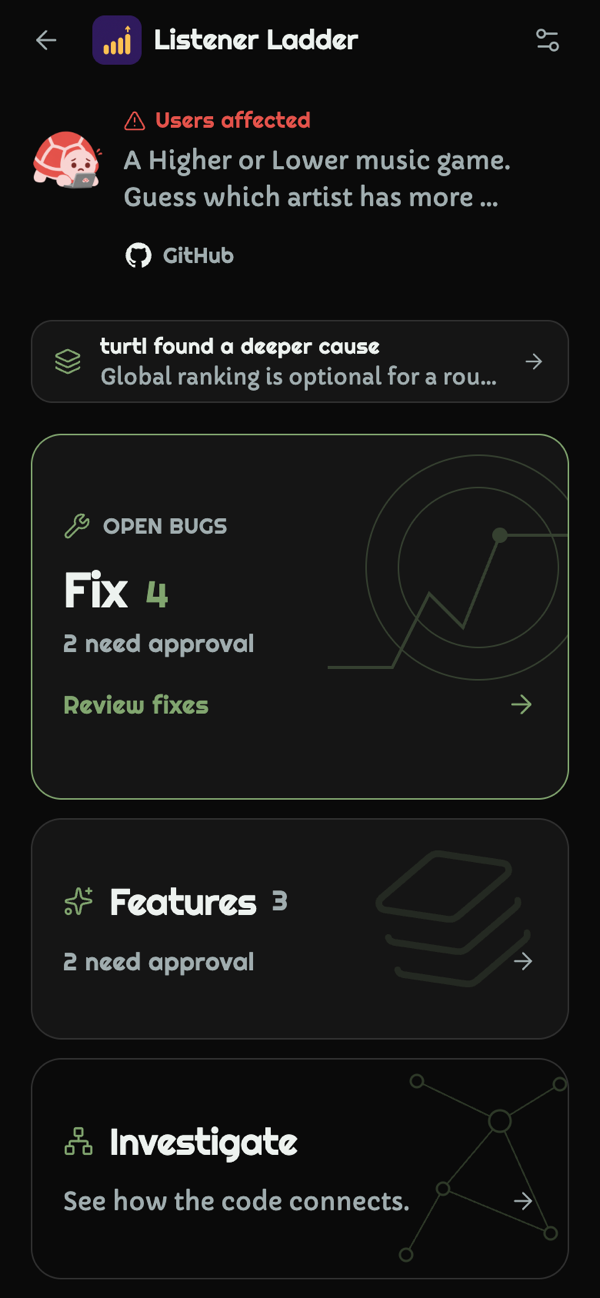 Listener Ladder
Users affected
A Higher or Lower music game.
Guess which artist has more ...
GitHub
turtl found a deeper cause
Global ranking is optional for a rou...
OPEN BUGS
Fix 4
2 need approval
Review fixes
Features 3
2 need approval
Investigate
See how the code connects.